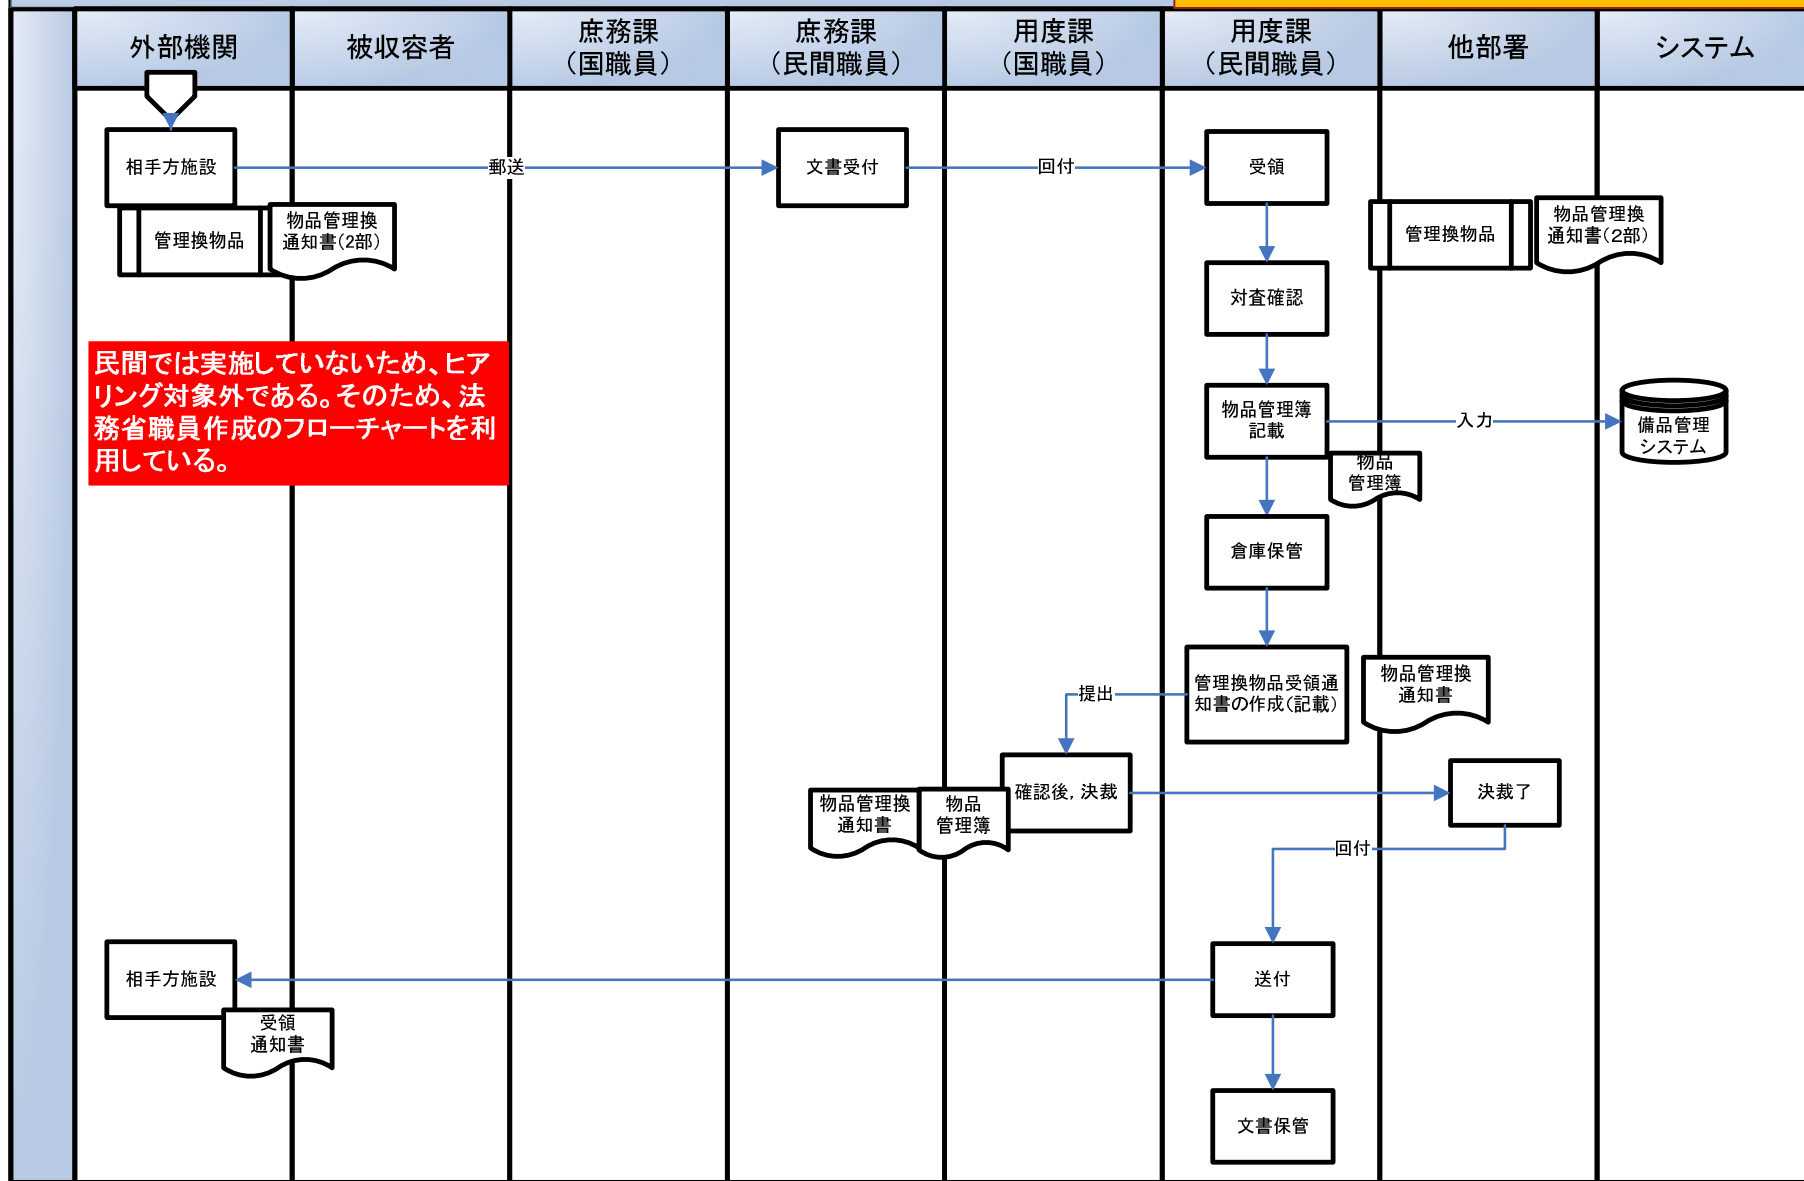 外部機関
被収容者
庶務課
（国職員）
庶務課
（民間職員）
用度課
（国職員）
用度課
（民間職員）
他部署
システム
相手方施設
郵送
文書受付
回付
受領
管理換物品
物品管理換
通知書（2部）
管理換物品
物品管理換
通知書（2部）
対査確認
民間では実施していないため、ヒア
リング対象外である。そのため、法
務省職員作成のフローチャートを利
用している。
物品管理簿
記載
入力
備品管理
システム
物品
管理簿
倉庫保管
管理換物品受領通
知書の作成（記載）
物品管理換
通知書
提出
確認後，決裁
物品管理換
通知書
物品
管理簿
決裁了
回付
相手方施設
送付
受領
通知書
文書保管